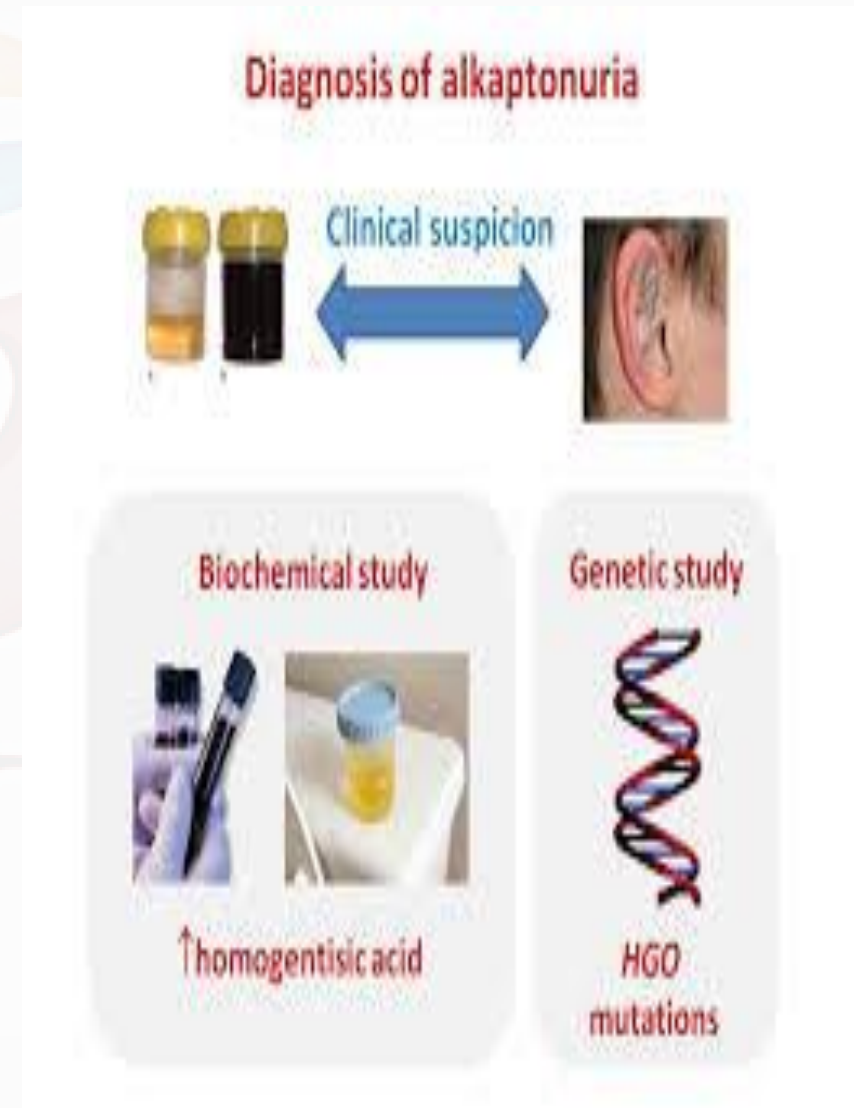 Diagnosis of alkaptonuria
Clinical suspicion
Biochemical study
↑homogentisic acid
Genetic study
HGO
mutations